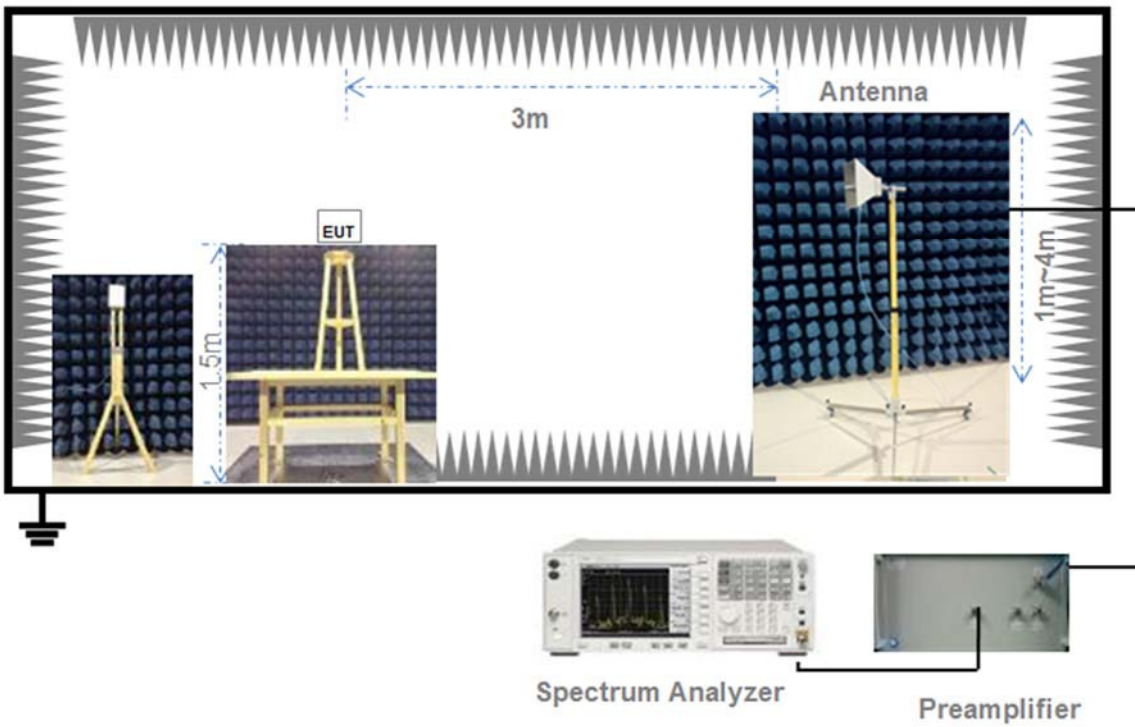 Antenna
3m
EUT
1.5m
1m~4m
Spectrum Analyzer
Preamplifier